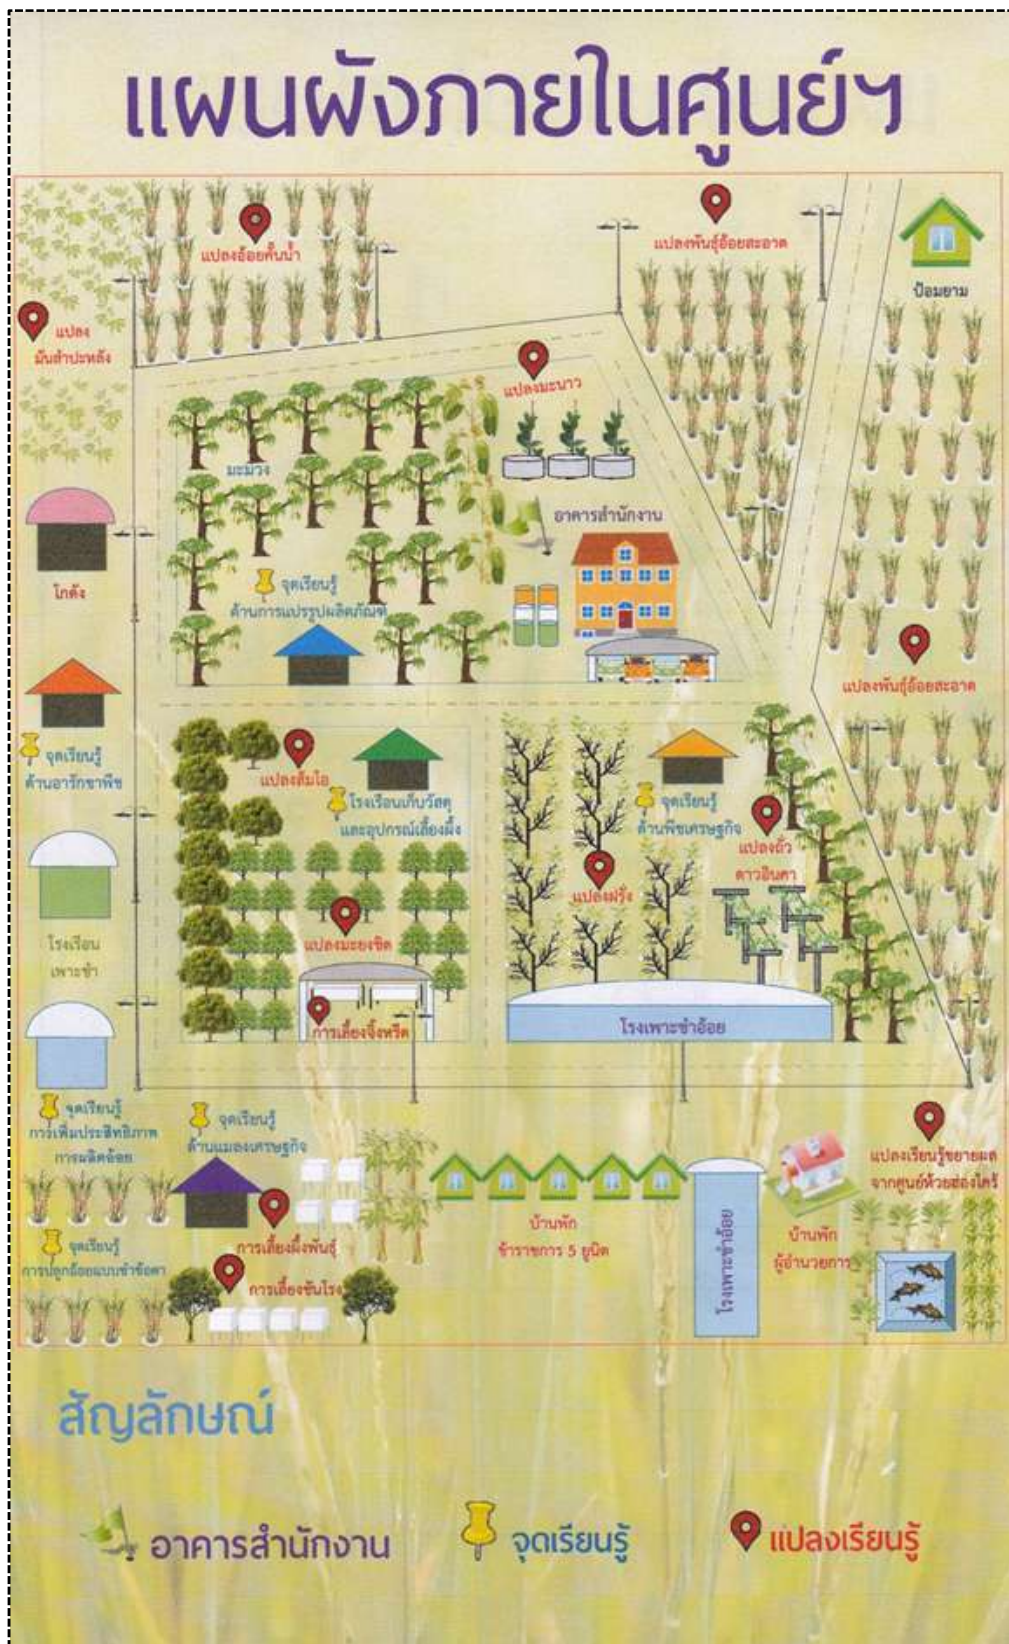 แผนผังภายในศูนย์ฯ
แปลงอ้อยคั้นน้ำ
แปลงพันธุ์อ้อยสะอาด
ป้อมยาม
แปลง
มันสำปะหลัง
แปลงมะนาว
มะม่วง
อาคารสำนักงาน
โกดัง
จุดเรียนรู้
ด้านการแปรรูปผลิตภัณฑ์
แปลงพันธุ์อ้อยสะอาด
จุดเรียนรู้
ด้านอารักขาพืช
แปลงส้มโอ
โรงเรือนเก็บวัสดุ
และอุปกรณ์เลี้ยงผึ้ง
จุดเรียนรู้
ด้านพืชเศรษฐกิจ
แปลงถั่ว
ดาวอินคา
แปลงฝรั่ง
โรงเรือน
เพาะชำ
แปลงมะยงชิด
การเลี้ยงจิ้งหรีด
โรงเพาะชำอ้อย
จุดเรียนรู้
การเพิ่มประสิทธิภาพ
การผลิตอ้อย
จุดเรียนรู้
ด้านแมลงเศรษฐกิจ
แปลงเรียนรู้ขยายผล
จากศูนย์ห้วยฮ่องไคร้
การเลี้ยงผึ้งพันธุ์
บ้านพัก
ข้าราชการ 5 ยูนิต
โรงเพาะชำอ้อย
บ้านพัก
ผู้อำนวยการ
จุดเรียนรู้
การปลูกอ้อยแบบชำข้อตา
การเลี้ยงชันโรง
สัญลักษณ์
อาคารสำนักงาน
จุดเรียนรู้
แปลงเรียนรู้